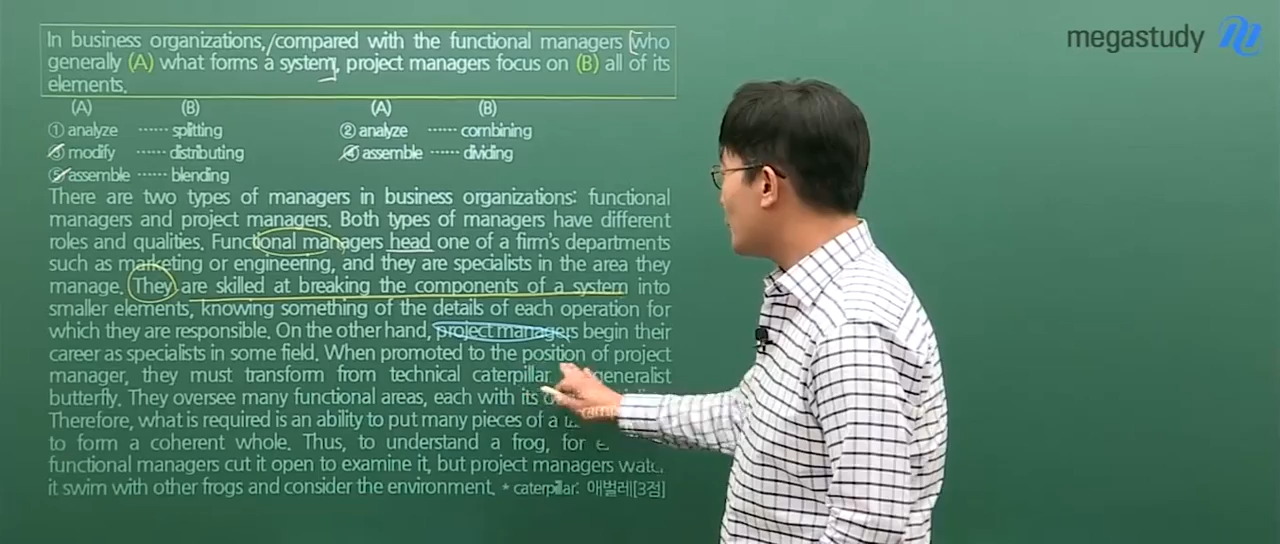 megastudy
In business organizations, compared with the functional managers who
generally (A) what forms a system, project managers focus on (B) all of its
elements.
(A) (B) (A) (B)
① analyze ······ splitting ② analyze ······ combining
③ modify ······ distributing ④ assemble ······ dividing
⑤ assemble ······ blending
There are two types of managers in business organizations: functional
managers and project managers. Both types of managers have different
roles and qualities. Functional managers head one of a firm's departments
such as marketing or engineering, and they are specialists in the area they
manage. They are skilled at breaking the components of a system into
smaller elements, knowing something of the details of each operation for
which they are responsible. On the other hand, project managers begin their
career as specialists in some field. When promoted to the position of project
manager, they must transform from technical caterpillar generalist
butterfly. They oversee many functional areas, each with its
Therefore, what is required is an ability to put many pieces of a
to form a coherent whole. Thus, to understand a frog, for
functional managers cut it open to examine it, but project managers watc
it swim with other frogs and consider the environment. * caterpillar: 애벌레[3점]